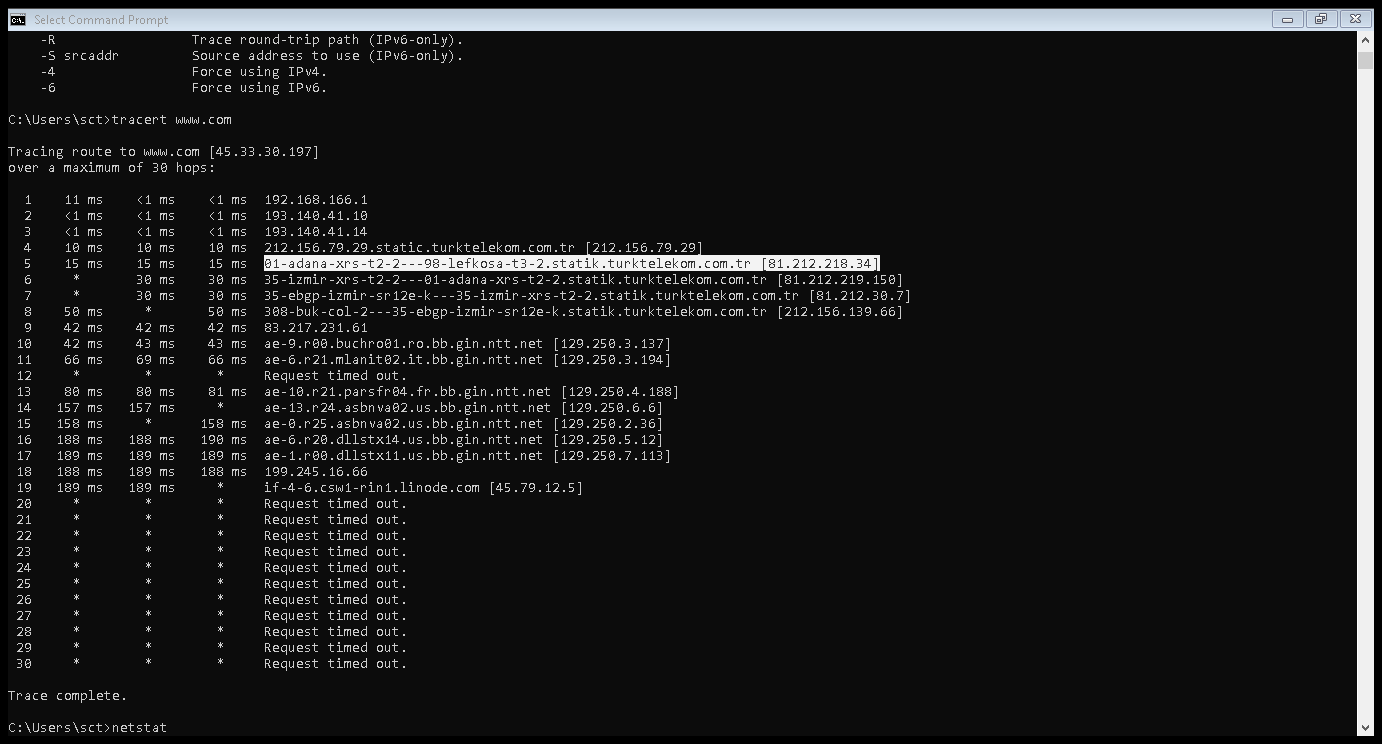 Select Command Prompt
-R Trace round-trip path (IPv6-only).
-S srcaddr Source address to use (IPv6-only).
-4 Force using IPv4.
-6 Force using IPv6.
C:\Users\sct>tracert www.com
Tracing route to www.com [45.33.30.197]
over a maximum of 30 hops:
1 11 ms <1 ms <1 ms 192.168.166.1
2 <1 ms <1 ms <1 ms 193.140.41.10
3 <1 ms <1 ms <1 ms 193.140.41.14
4 10 ms 10 ms 10 ms 212.156.79.29.static.turktelekom.com.tr [212.156.79.29]
5 15 ms 15 ms 15 ms 01-adana-xrs-t2-2---98-lefkosa-t3-2.statik.turktelekom.com.tr [81.212.218.34]
6 * 30 ms 30 ms 35-izmir-xrs-t2-2---01-adana-xrs-t2-2.statik.turktelekom.com.tr [81.212.219.150]
7 * 30 ms 30 ms 35-ebgp-izmir-sr12e-k---35-izmir-xrs-t2-2.statik.turktelekom.com.tr [81.212.30.7]
8 50 ms * 50 ms 308-buk-col-2---35-ebgp-izmir-sr12e-k.statik.turktelekom.com.tr [212.156.139.66]
9 42 ms 42 ms 42 ms 83.217.231.61
10 42 ms 43 ms 43 ms ae-9.r00.buchro01.ro.bb.gin.ntt.net [129.250.3.137]
11 66 ms 69 ms 66 ms ae-6.r21.mlanit02.it.bb.gin.ntt.net [129.250.3.194]
12 * * * Request timed out.
13 80 ms 80 ms 81 ms ae-10.r21.parsfr04.fr.bb.gin.ntt.net [129.250.4.188]
14 157 ms 157 ms * ae-13.r24.asbnva02.us.bb.gin.ntt.net [129.250.6.6]
15 158 ms * 158 ms ae-0.r25.asbnva02.us.bb.gin.ntt.net [129.250.2.36]
16 188 ms 188 ms 190 ms ae-6.r20.dllstx14.us.bb.gin.ntt.net [129.250.5.12]
17 189 ms 189 ms 189 ms ae-1.r00.dllstx11.us.bb.gin.ntt.net [129.250.7.113]
18 188 ms 189 ms 188 ms 199.245.16.66
19 189 ms 189 ms * if-4-6.csw1-rin1.linode.com [45.79.12.5]
20 * * * Request timed out.
21 * * * Request timed out.
22 * * * Request timed out.
23 * * * Request timed out.
24 * * * Request timed out.
25 * * * Request timed out.
26 * * * Request timed out.
27 * * * Request timed out.
28 * * * Request timed out.
29 * * * Request timed out.
30 * * * Request timed out.
Trace complete.
C:\Users\sct>netstat